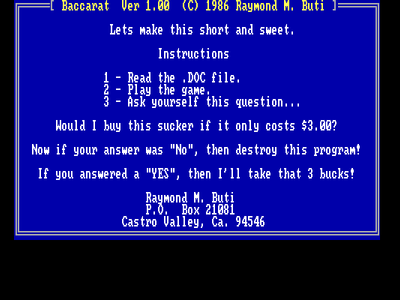 [ Baccarat  Ver 1.00  (C) 1986 Raymond M. Buti ]
Lets make this short and sweet.
Instructions
1 - Read the .DOC file.
2 - Play the game.
3 - Ask yourself this question...
Would I buy this sucker if it only costs $3.00?
Now if your answer was "No", then destroy this program!
If you answered a "YES", then I'll take that 3 bucks!
Raymond M. Buti
P.O.  Box 21081
Castro Valley, Ca. 94546